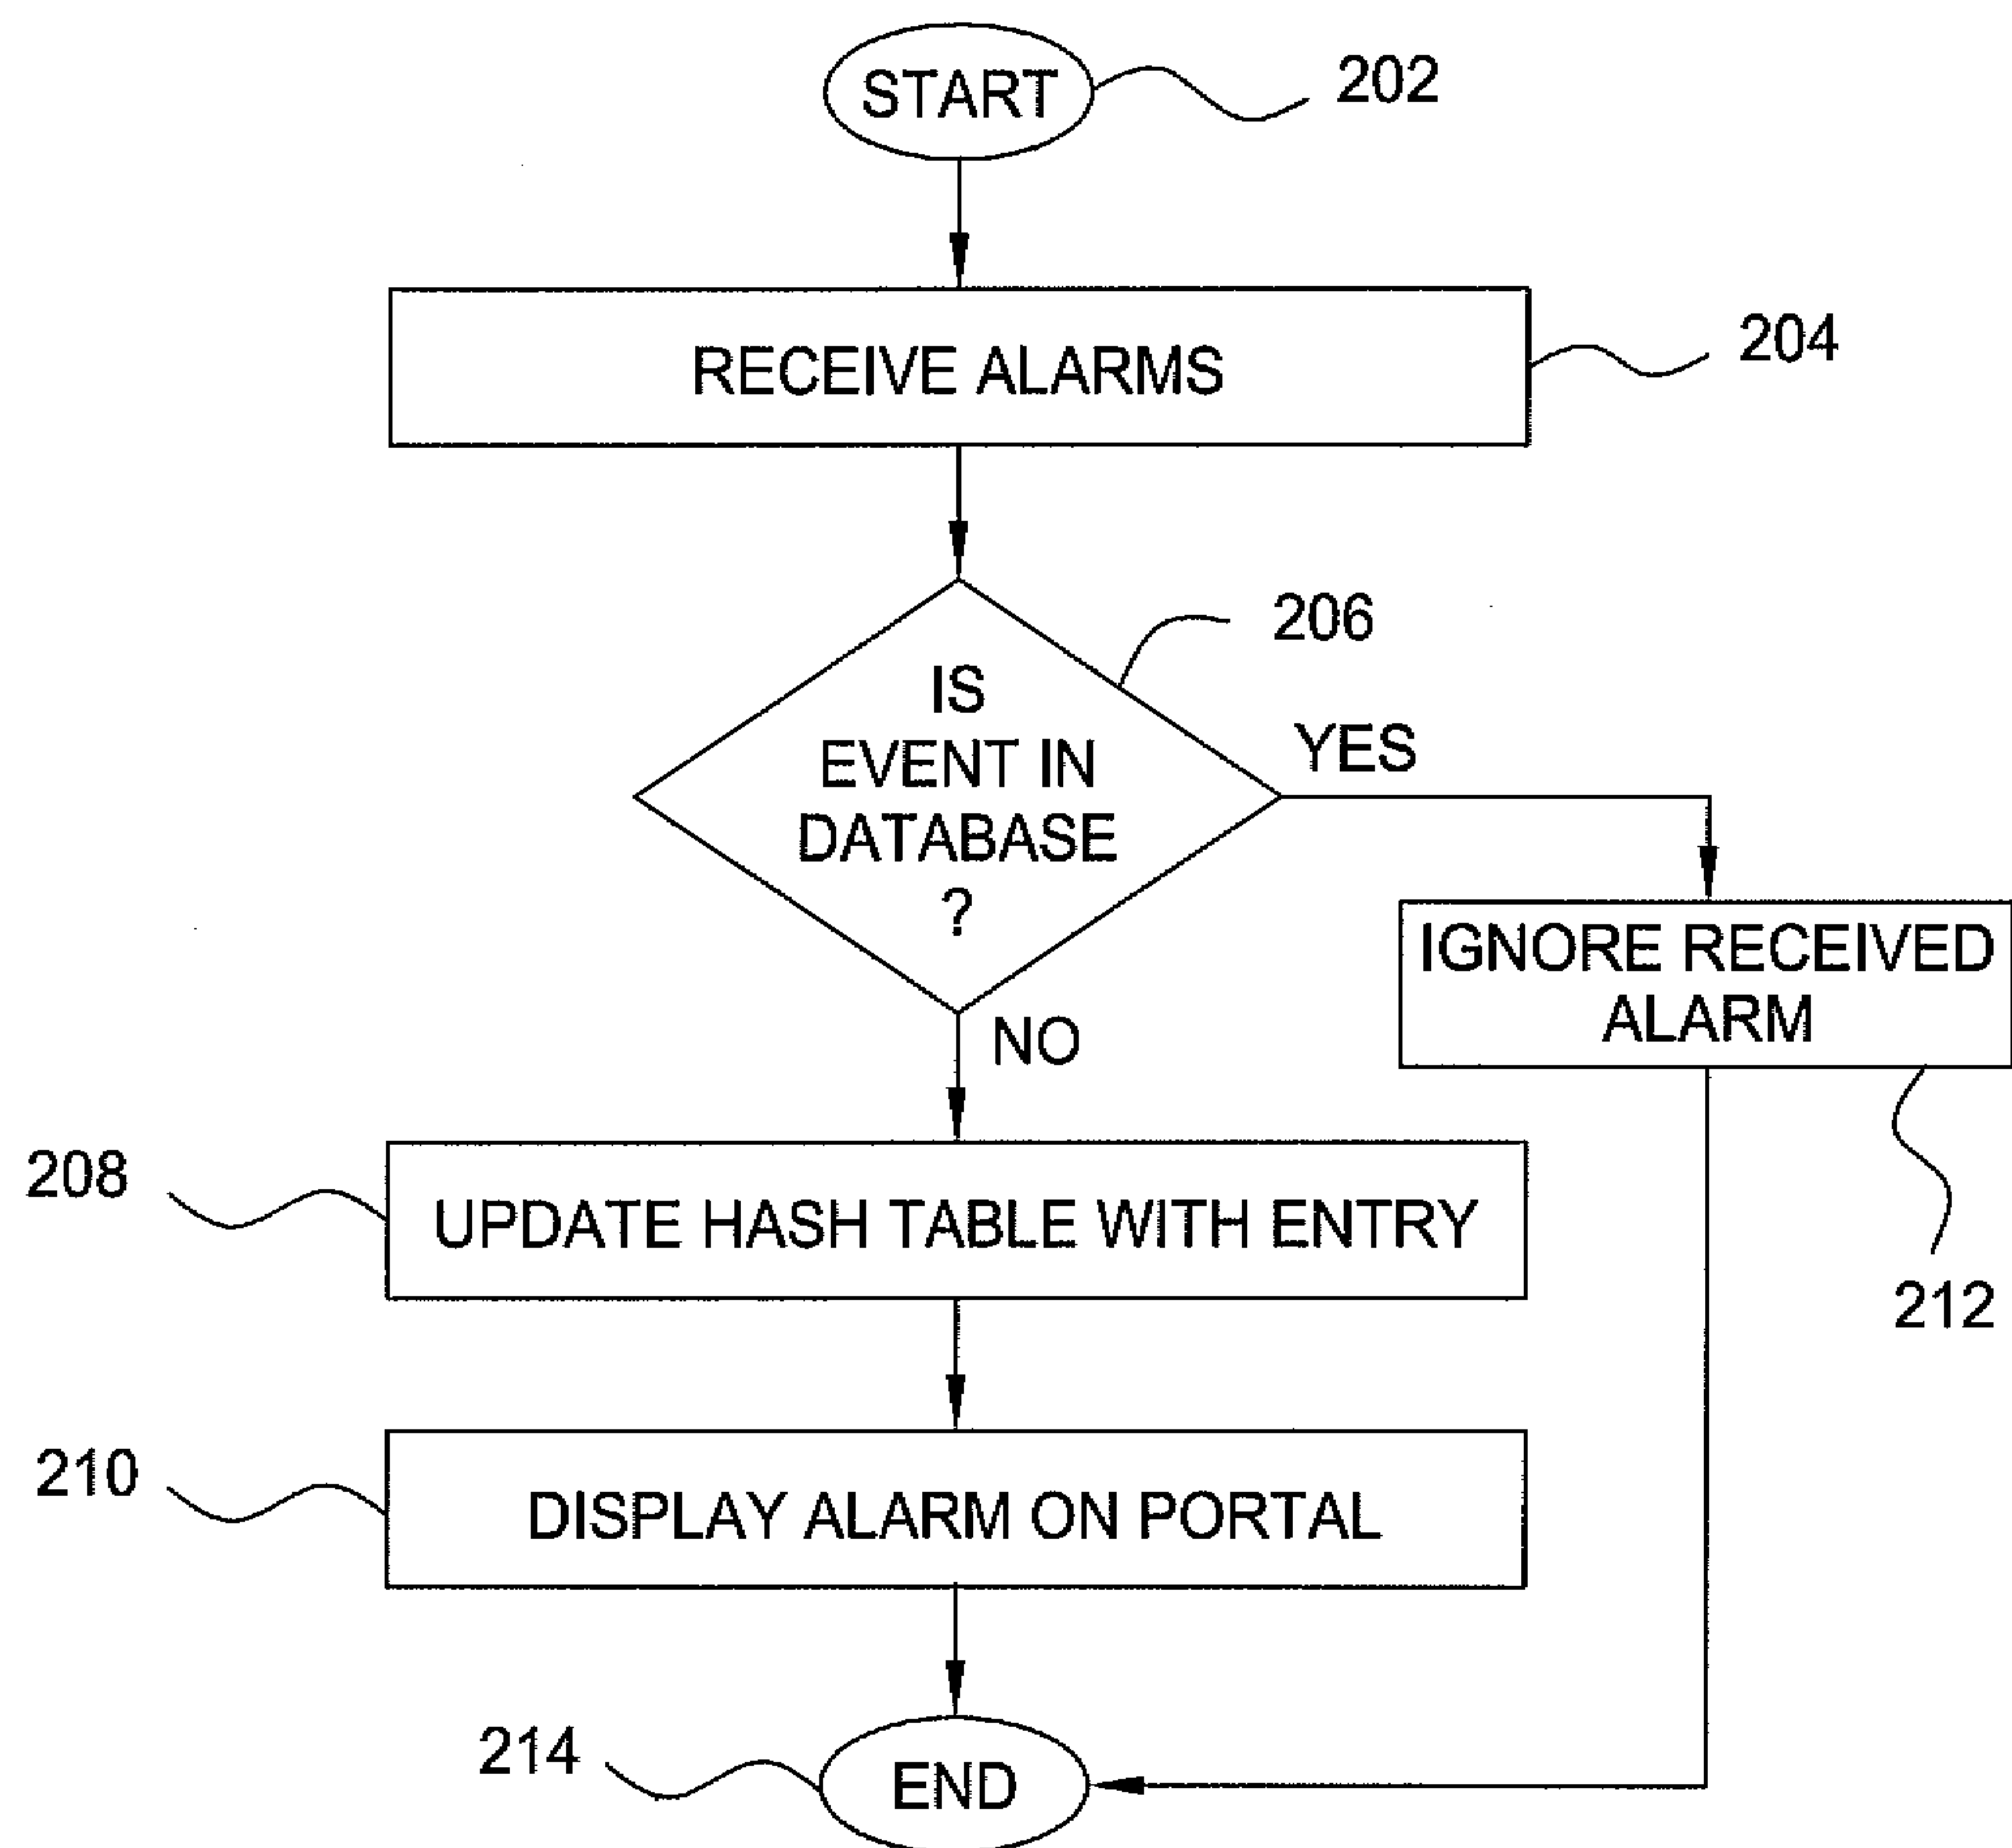 START
202
RECEIVE ALARMS
204
IS
EVENT IN
DATABASE
?
206
YES
IGNORE RECEIVED
ALARM
212
NO
208
UPDATE HASH TABLE WITH ENTRY
210
DISPLAY ALARM ON PORTAL
214
END